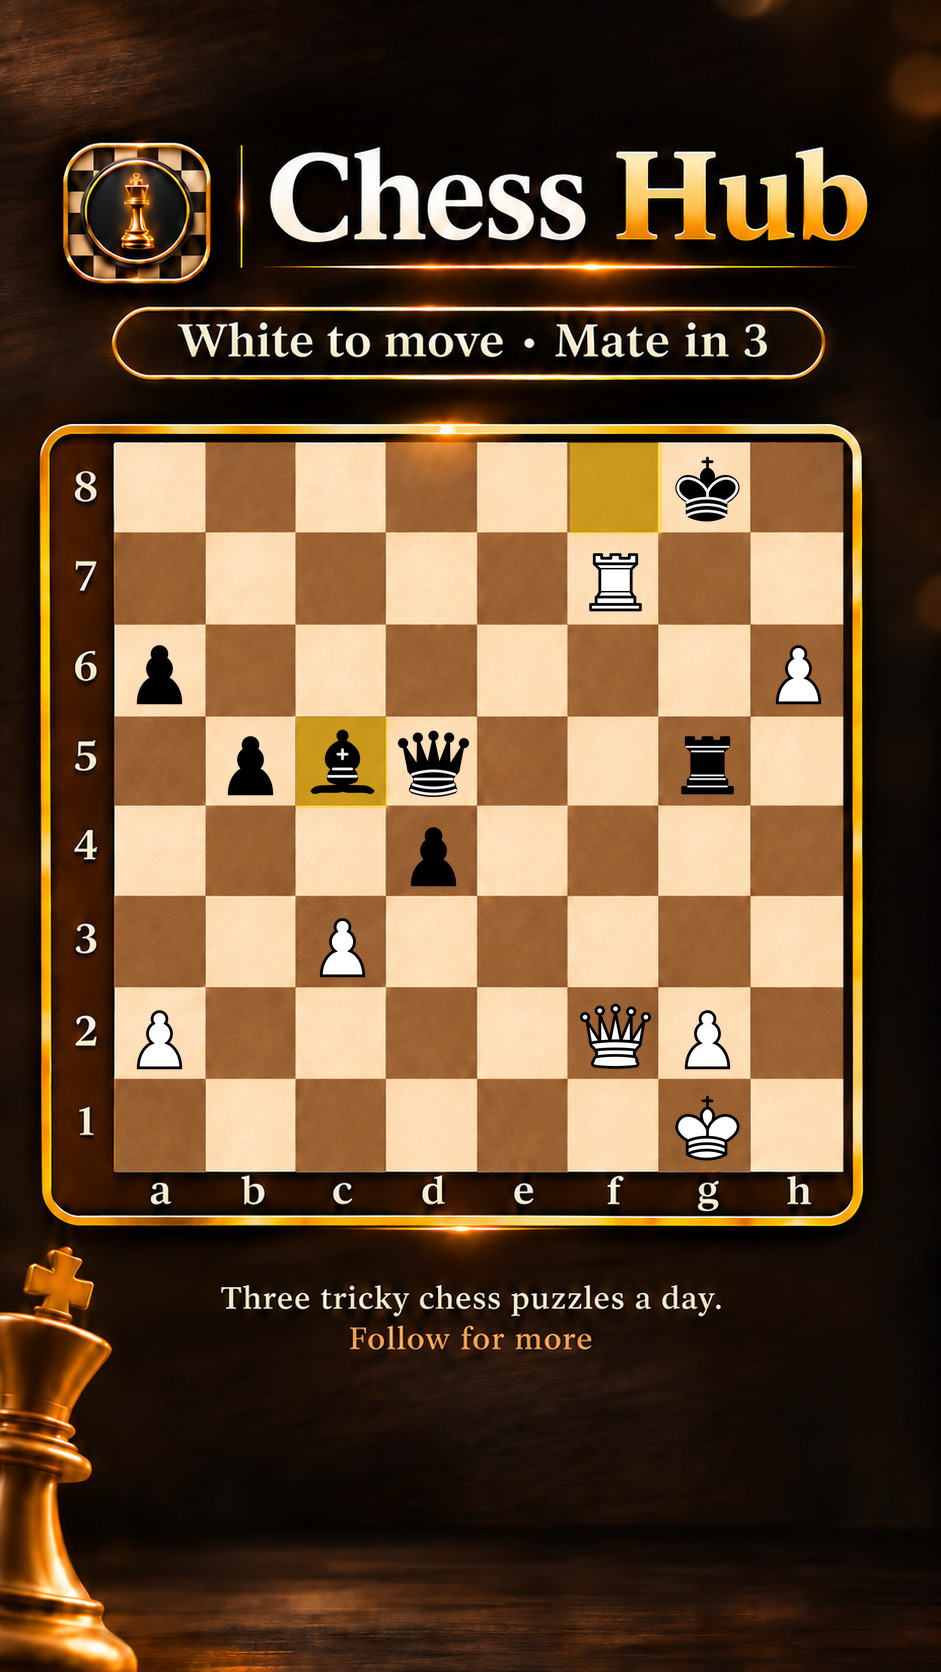 Chess Hub
White to move • Mate in 3
8
7
6
5
4
3
2
1
a b c d e f g h
Three tricky chess puzzles a day.
Follow for more